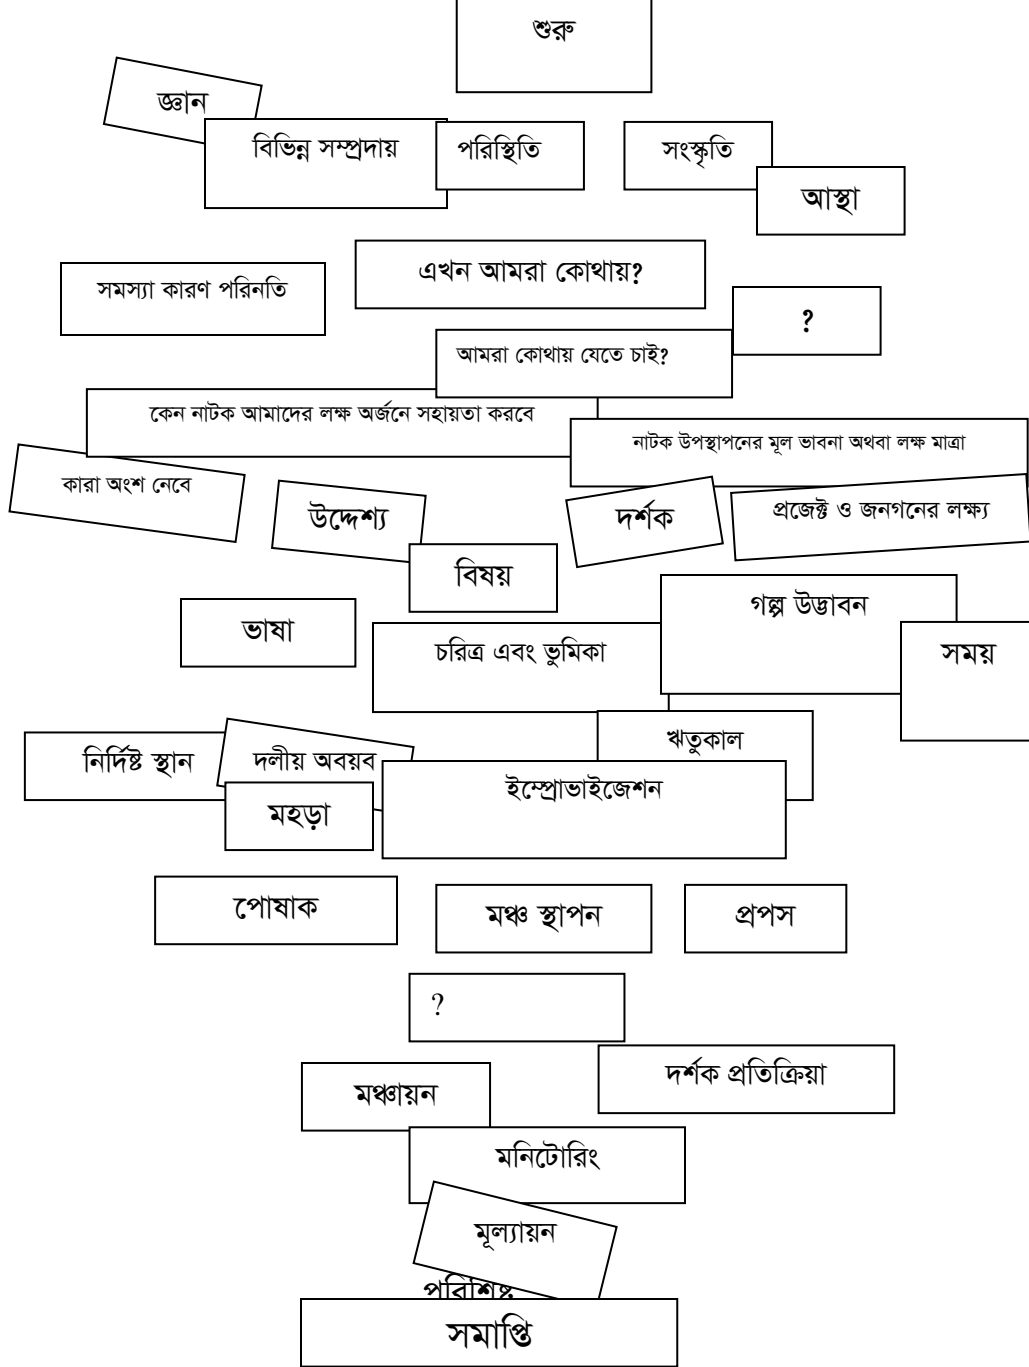 শুরু
জ্ঞান
বিভিন্ন সম্প্রদায়
পরিস্থিতি
সংস্কৃতি
আস্থা
এখন আমরা কোথায়?
সমস্যা কারণ পরিনতি
?
আমরা কোথায় যেতে চাই?
কেন নাটক আমাদের লক্ষ অর্জনে সহায়তা করবে
নাটক উপস্থাপনের মূল ভাবনা অথবা লক্ষ মাত্রা
কারা অংশ নেবে
উদ্দেশ্য
দর্শক
প্রজেক্ট ও জনগনের লক্ষ্য
বিষয়
গল্প উদ্ভাবন
ভাষা
চরিত্র এবং ভুমিকা
সময়
ঋতুকাল
নির্দিষ্ট স্থান
দলীয় অবয়ব
ইম্প্রোভাইজেশন
মহড়া
পোষাক
মঞ্চ স্থাপন
প্রপস
?
দর্শক প্রতিক্রিয়া
মঞ্চায়ন
মনিটোরিং
মূল্যায়ন
পরিশিষ্ট
সমাপ্তি